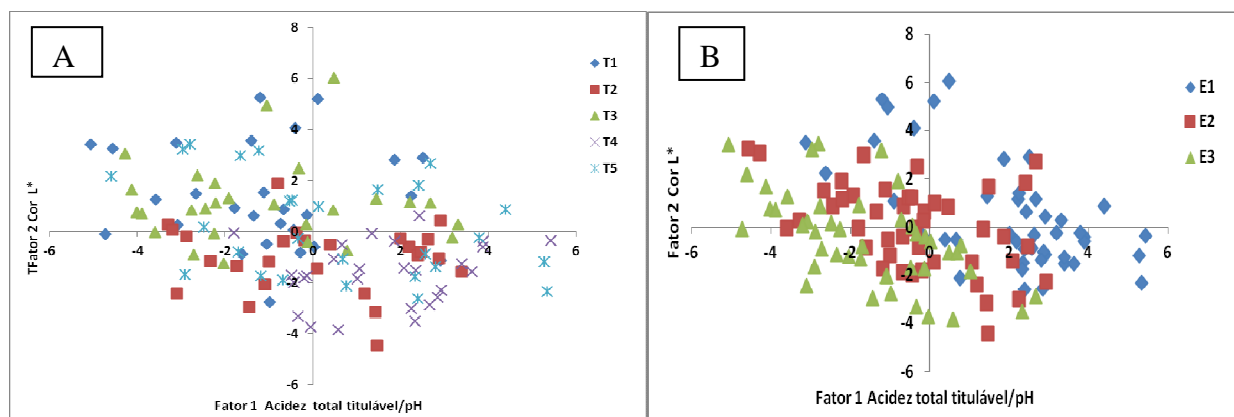 A
8
6
4
2
0
-2
-4
-6
-6 -4 -2 0 2 4 6
TFator 2 Cor L*
Fator 1 Acidez total titulável/pH
T1
T2
T3
T4
T5
B
8
6
4
2
0
-2
-4
-6
-6 -4 -2 0 2 4 6
Fator 2 Cor L*
Fator 1 Acidez total titulável/pH
E1
E2
E3